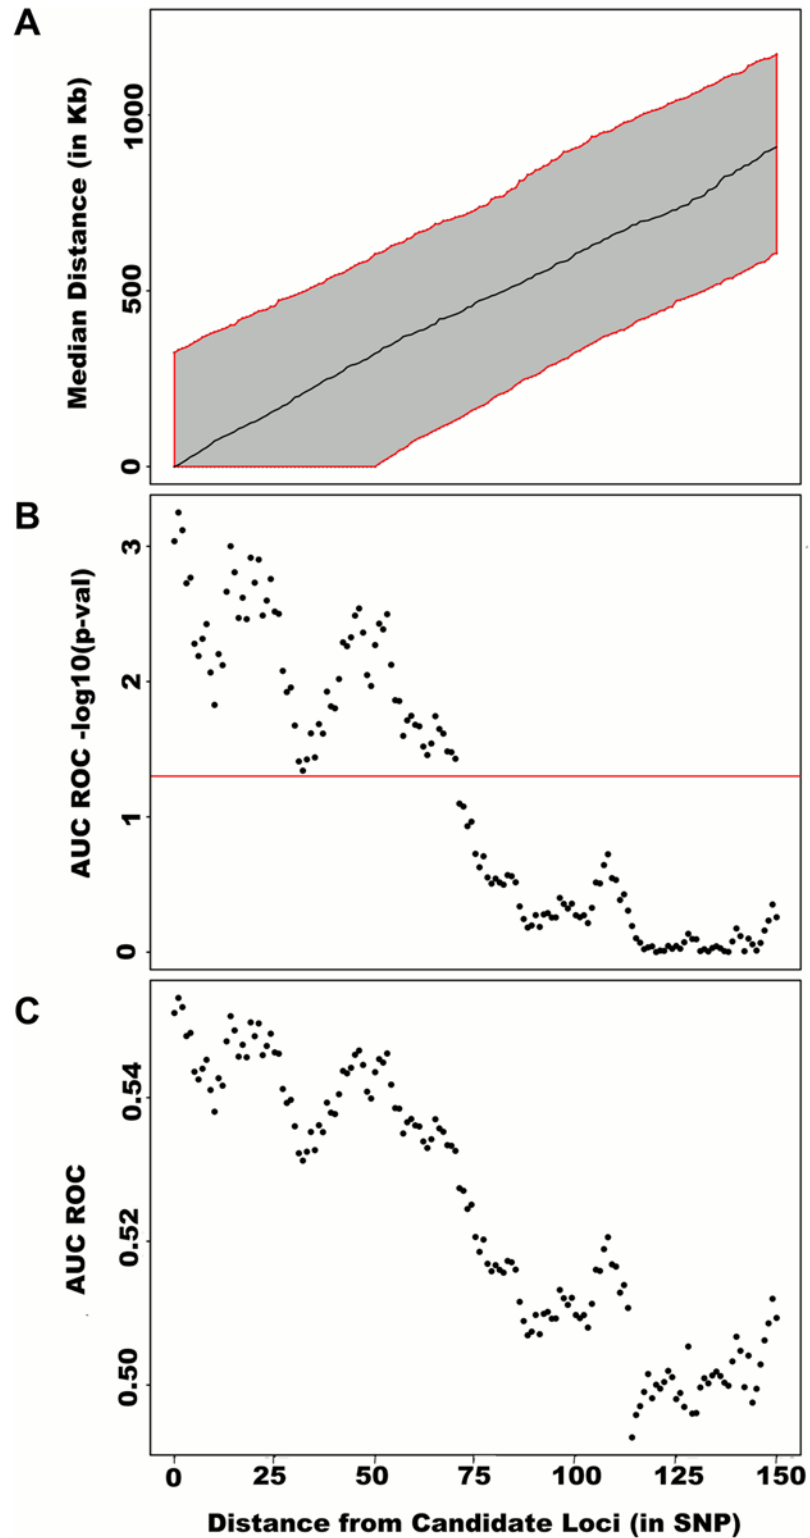 A
Median Distance (in Kb)
1000
500
0
B
AUC ROC -log10(p-val)
3
2
1
0
C
AUC ROC
0.54
0.52
0.50
0 25 50 75 100 125 150
Distance from Candidate Loci (in SNP)